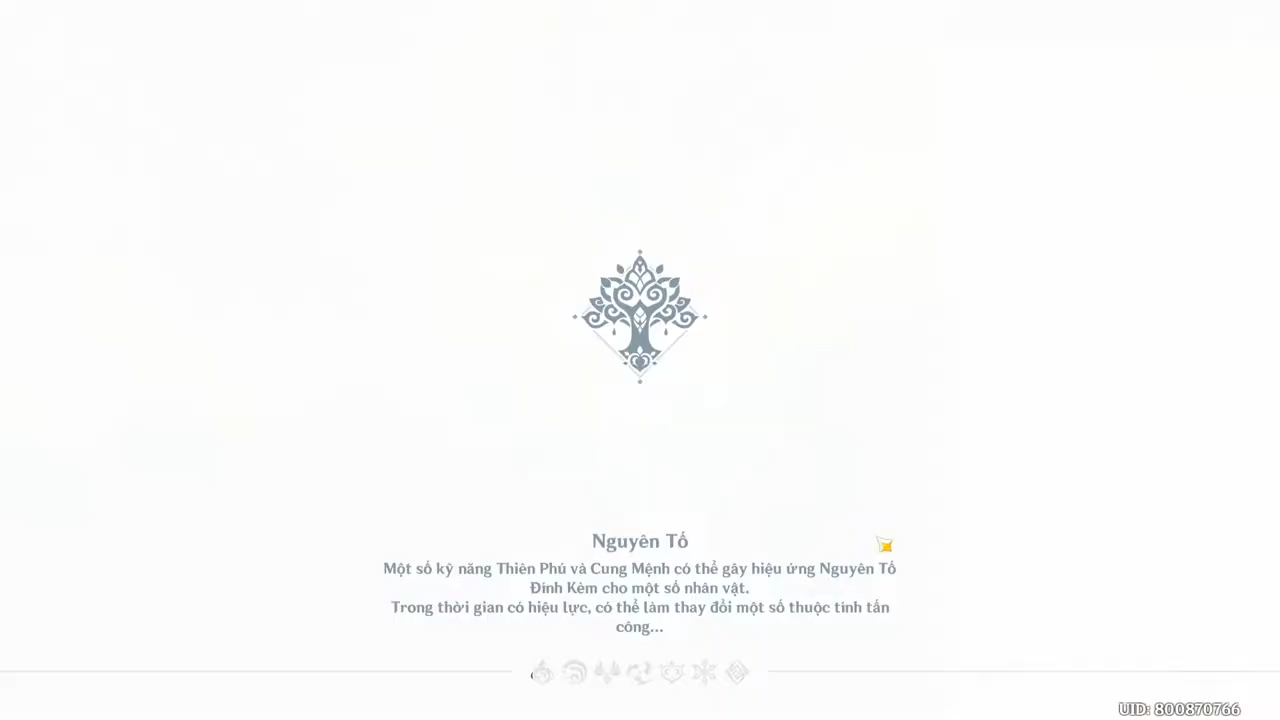 Nguyên Tố
Một số kỹ năng Thiên Phú và Cung Mệnh có thể gây hiệu ứng Nguyên Tố
Đính Kèm cho một số nhân vật.
Trong thời gian có hiệu lực, có thể làm thay đổi một số thuộc tính tấn
công...
UID: 800870766